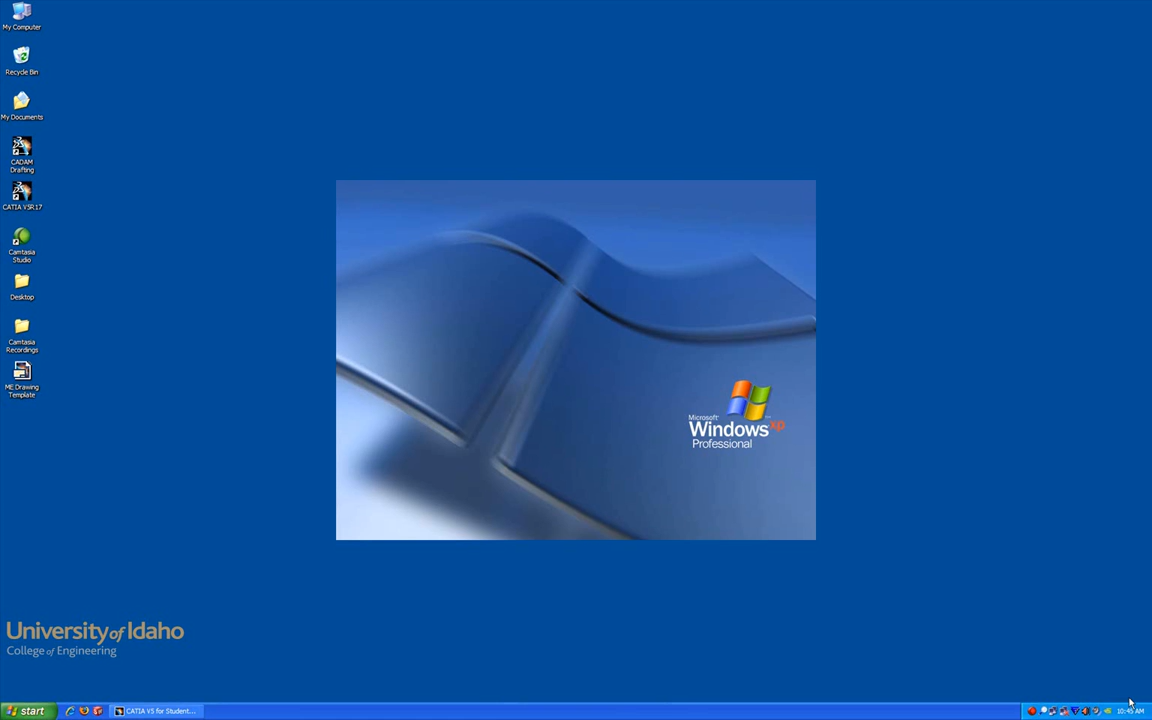 My Computer
Recycle Bin
My Documents
CADAM
Drafting
CATIA V5R17
Camtasia
Studio
Desktop
Camtasia
Recordings
ME Drawing
Template
Microsoft
Windows xp
Professional
University of Idaho
College of Engineering
start
CATIA V5 for Student...
10:45 AM